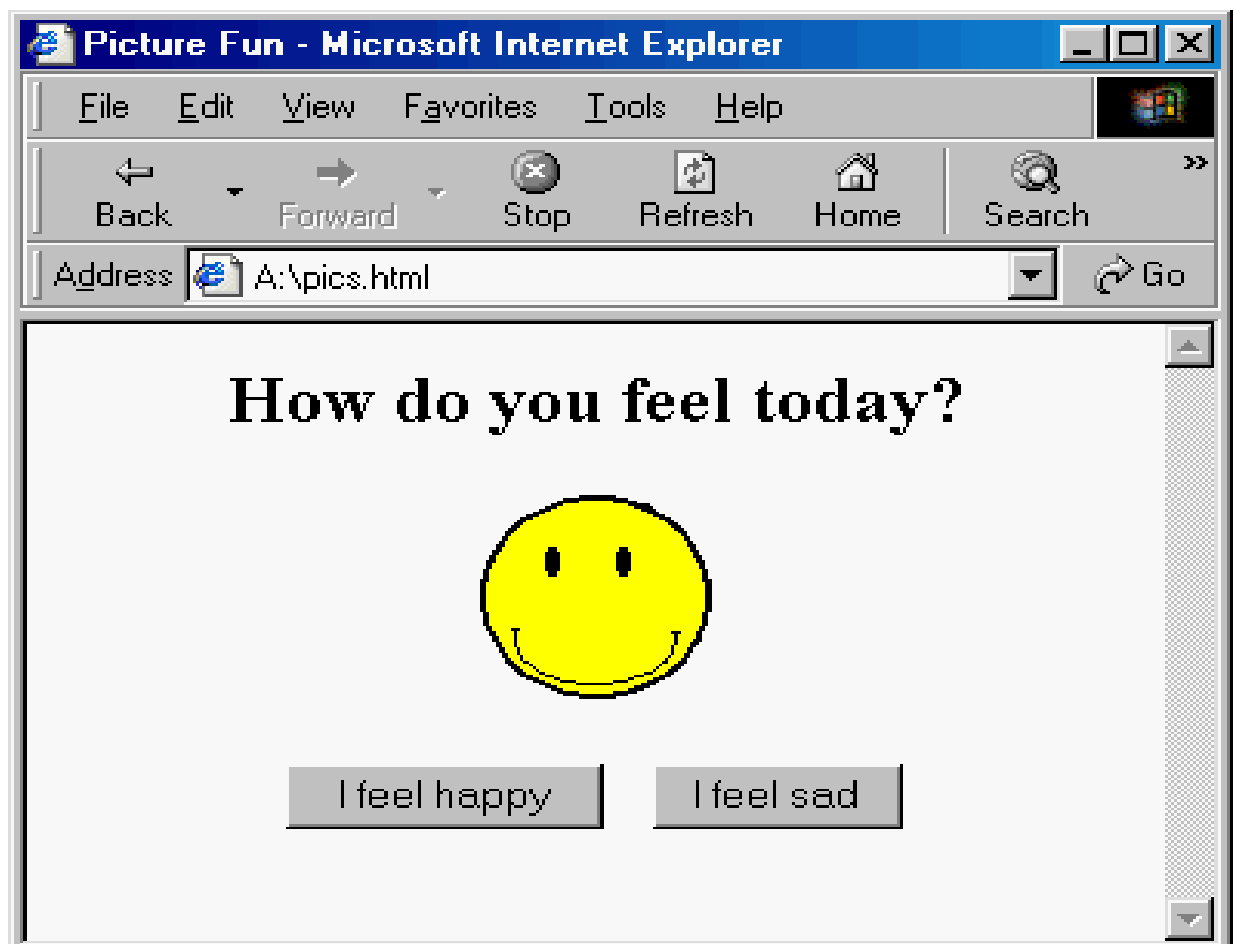 Picture Fun - Microsoft Internet Explorer
File Edit View Favorites Tools Help
Back Forward Stop Refresh Home Search »
Address A:\pics.html Go
How do you feel today?
I feel happy I feel sad